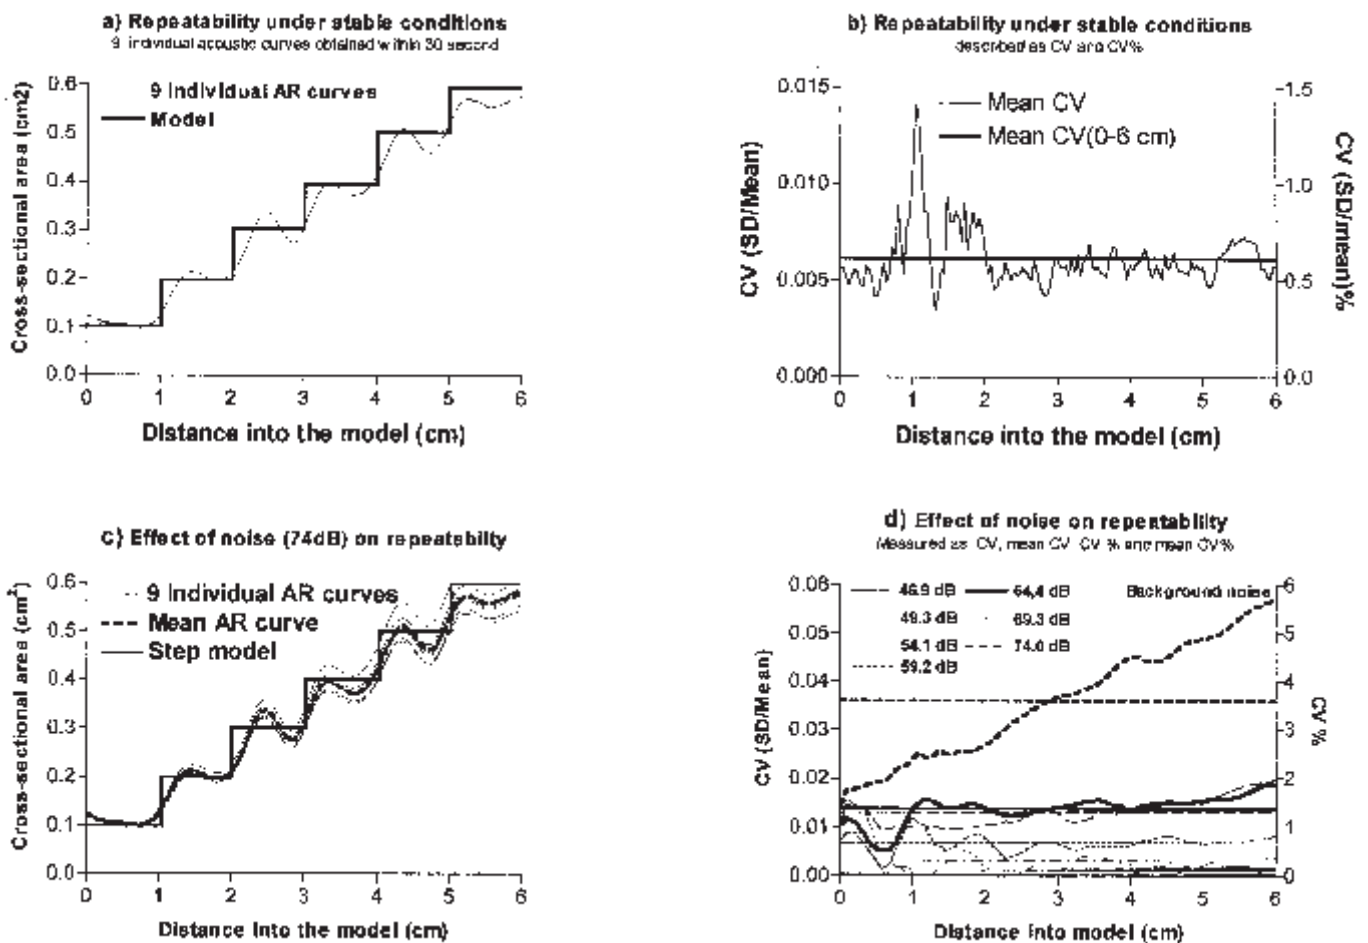 a) Repeatability under stable conditions
9 individual acoustic curves obtained within 30 second
9 Individual AR curves
Model
Cross-sectional area (cm2)
0.6
0.5
0.4
0.3
0.2
0.1
0.0
0 1 2 3 4 5 6
Distance into the model (cm)
b) Repeatability under stable conditions
described as CV and CV%
Mean CV
Mean CV(0-6 cm)
CV (SD/Mean)
0.015
0.010
0.005
0.000
1.5
1.0
0.5
0.0
CV (SD/mean)%
0 1 2 3 4 5 6
Distance into the model (cm)
c) Effect of noise (74dB) on repeatabilty
9 Individual AR curves
Mean AR curve
Step model
Cross-sectional area (cm²)
0.6
0.5
0.4
0.3
0.2
0.1
0.0
0 1 2 3 4 5 6
Distance into the model (cm)
d) Effect of noise on repentability
Measured as CV, mean CV CV % and mean CV%
46.9 dB 64.4 dB Background noise
49.3 dB 69.3 dB
54.1 dB 74.0 dB
59.2 dB
CV (SD/Mean)
0.06
0.05
0.04
0.03
0.02
0.01
0.00
6
5
4
3
2
1
0
CV %
0 1 2 3 4 5 6
Distance into model (cm)